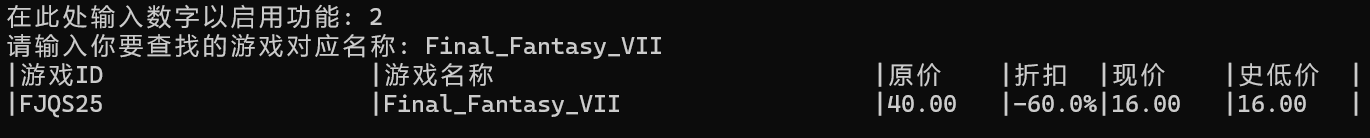 在此处输入数字以启用功能: 2
请输入你要查找的游戏对应名称: Final_Fantasy_VII
|游戏ID |游戏名称 |原价 |折扣 |现价 |史低价 |
|FJQS25 |Final_Fantasy_VII |40.00 |-60.0%|16.00 |16.00 |